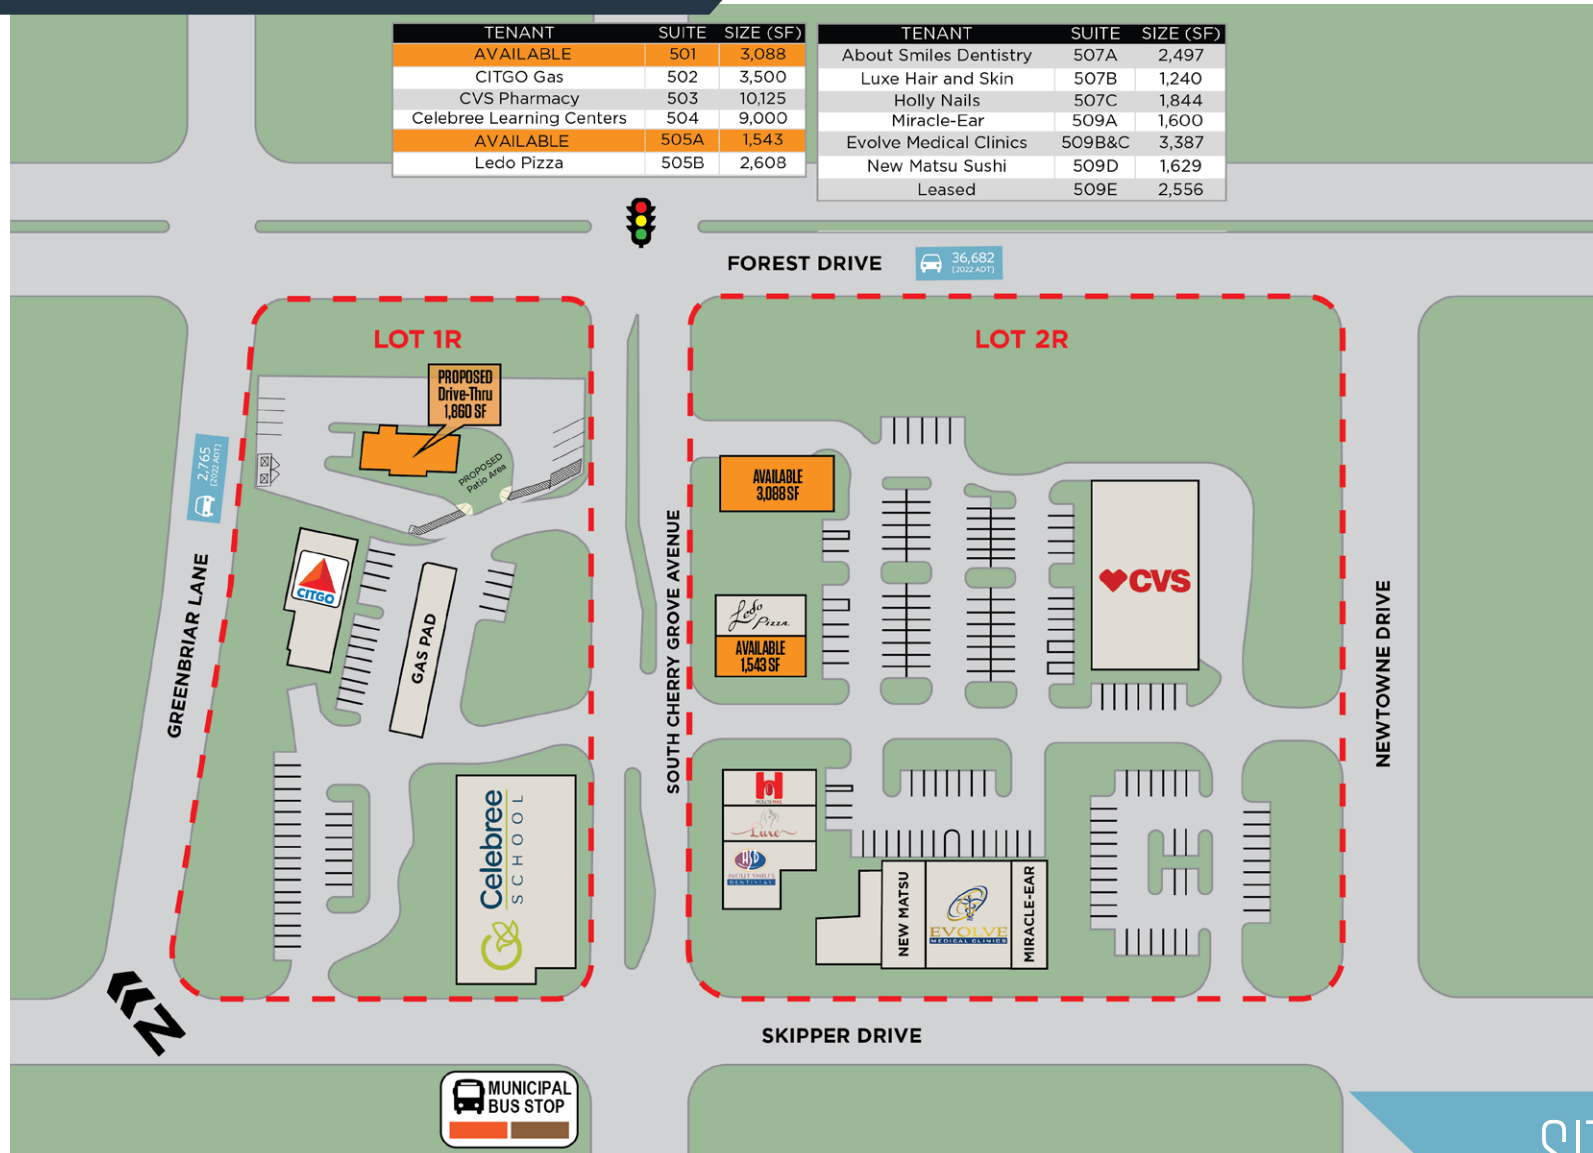 TENANT SUITE SIZE (SF)
AVAILABLE 501 3,088
CITGO Gas 502 3,500
CVS Pharmacy 503 10,125
Celebree Learning Centers 504 9,000
AVAILABLE 505A 1,543
Ledo Pizza 505B 2,608
TENANT SUITE SIZE (SF)
About Smiles Dentistry 507A 2,497
Luxe Hair and Skin 507B 1,240
Holly Nails 507C 1,844
Miracle-Ear 509A 1,600
Evolve Medical Clinics 509B&C 3,387
New Matsu Sushi 509D 1,629
Leased 509E 2,556
FOREST DRIVE
36,682
[2022 ADT]
LOT 1R
LOT 2R
PROPOSED
Drive-Thru
1,860 SF
PROPOSED
Patio Area
2,765
[2022 ADT]
AVAILABLE
3,088 SF
CITGO
GAS PAD
GREENBRIAR LANE
SOUTH CHERRY GROVE AVENUE
NEWTOWNE DRIVE
CVS
Ledo
Pizza
AVAILABLE
1,543 SF
Celebree
SCHOOL
Luxe
ASD
ABOUT SMILES
DENTISTRY
NEW MATSU
EVOLVE
MEDICAL CLINICS
MIRACLE-EAR
N
SKIPPER DRIVE
MUNICIPAL
BUS STOP